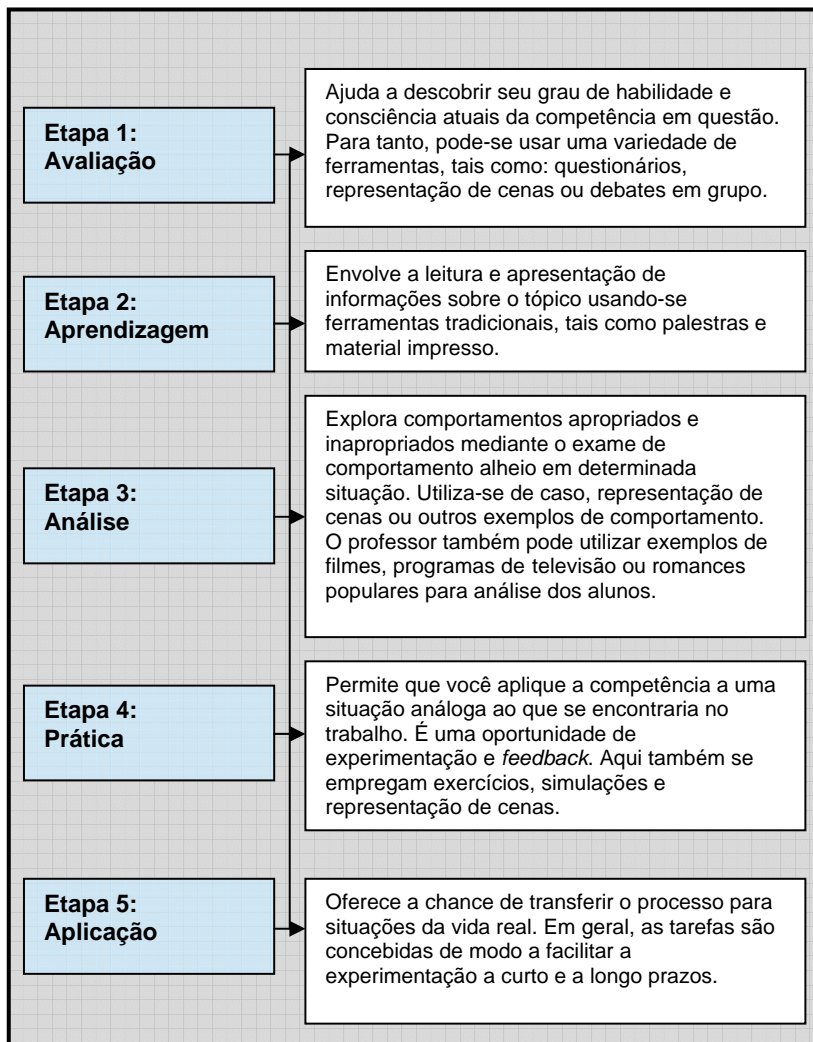 Etapa 1:
Avaliação
Ajuda a descobrir seu grau de habilidade e
consciência atuais da competência em questão.
Para tanto, pode-se usar uma variedade de
ferramentas, tais como: questionários,
representação de cenas ou debates em grupo.
Etapa 2:
Aprendizagem
Envolve a leitura e apresentação de
informações sobre o tópico usando-se
ferramentas tradicionais, tais como palestras e
material impresso.
Etapa 3:
Análise
Explora comportamentos apropriados e
inapropriados mediante o exame de
comportamento alheio em determinada
situação. Utiliza-se de caso, representação de
cenas ou outros exemplos de comportamento.
O professor também pode utilizar exemplos de
filmes, programas de televisão ou romances
populares para análise dos alunos.
Etapa 4:
Prática
Permite que você aplique a competência a uma
situação análoga ao que se encontraria no
trabalho. É uma oportunidade de
experimentação e feedback. Aqui também se
empregam exercícios, simulações e
representação de cenas.
Etapa 5:
Aplicação
Oferece a chance de transferir o processo para
situações da vida real. Em geral, as tarefas são
concebidas de modo a facilitar a
experimentação a curto e a longo prazos.